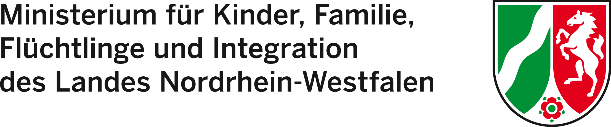 Ministerium für Kinder, Familie,
Flüchtlinge und Integration
des Landes Nordrhein-Westfalen